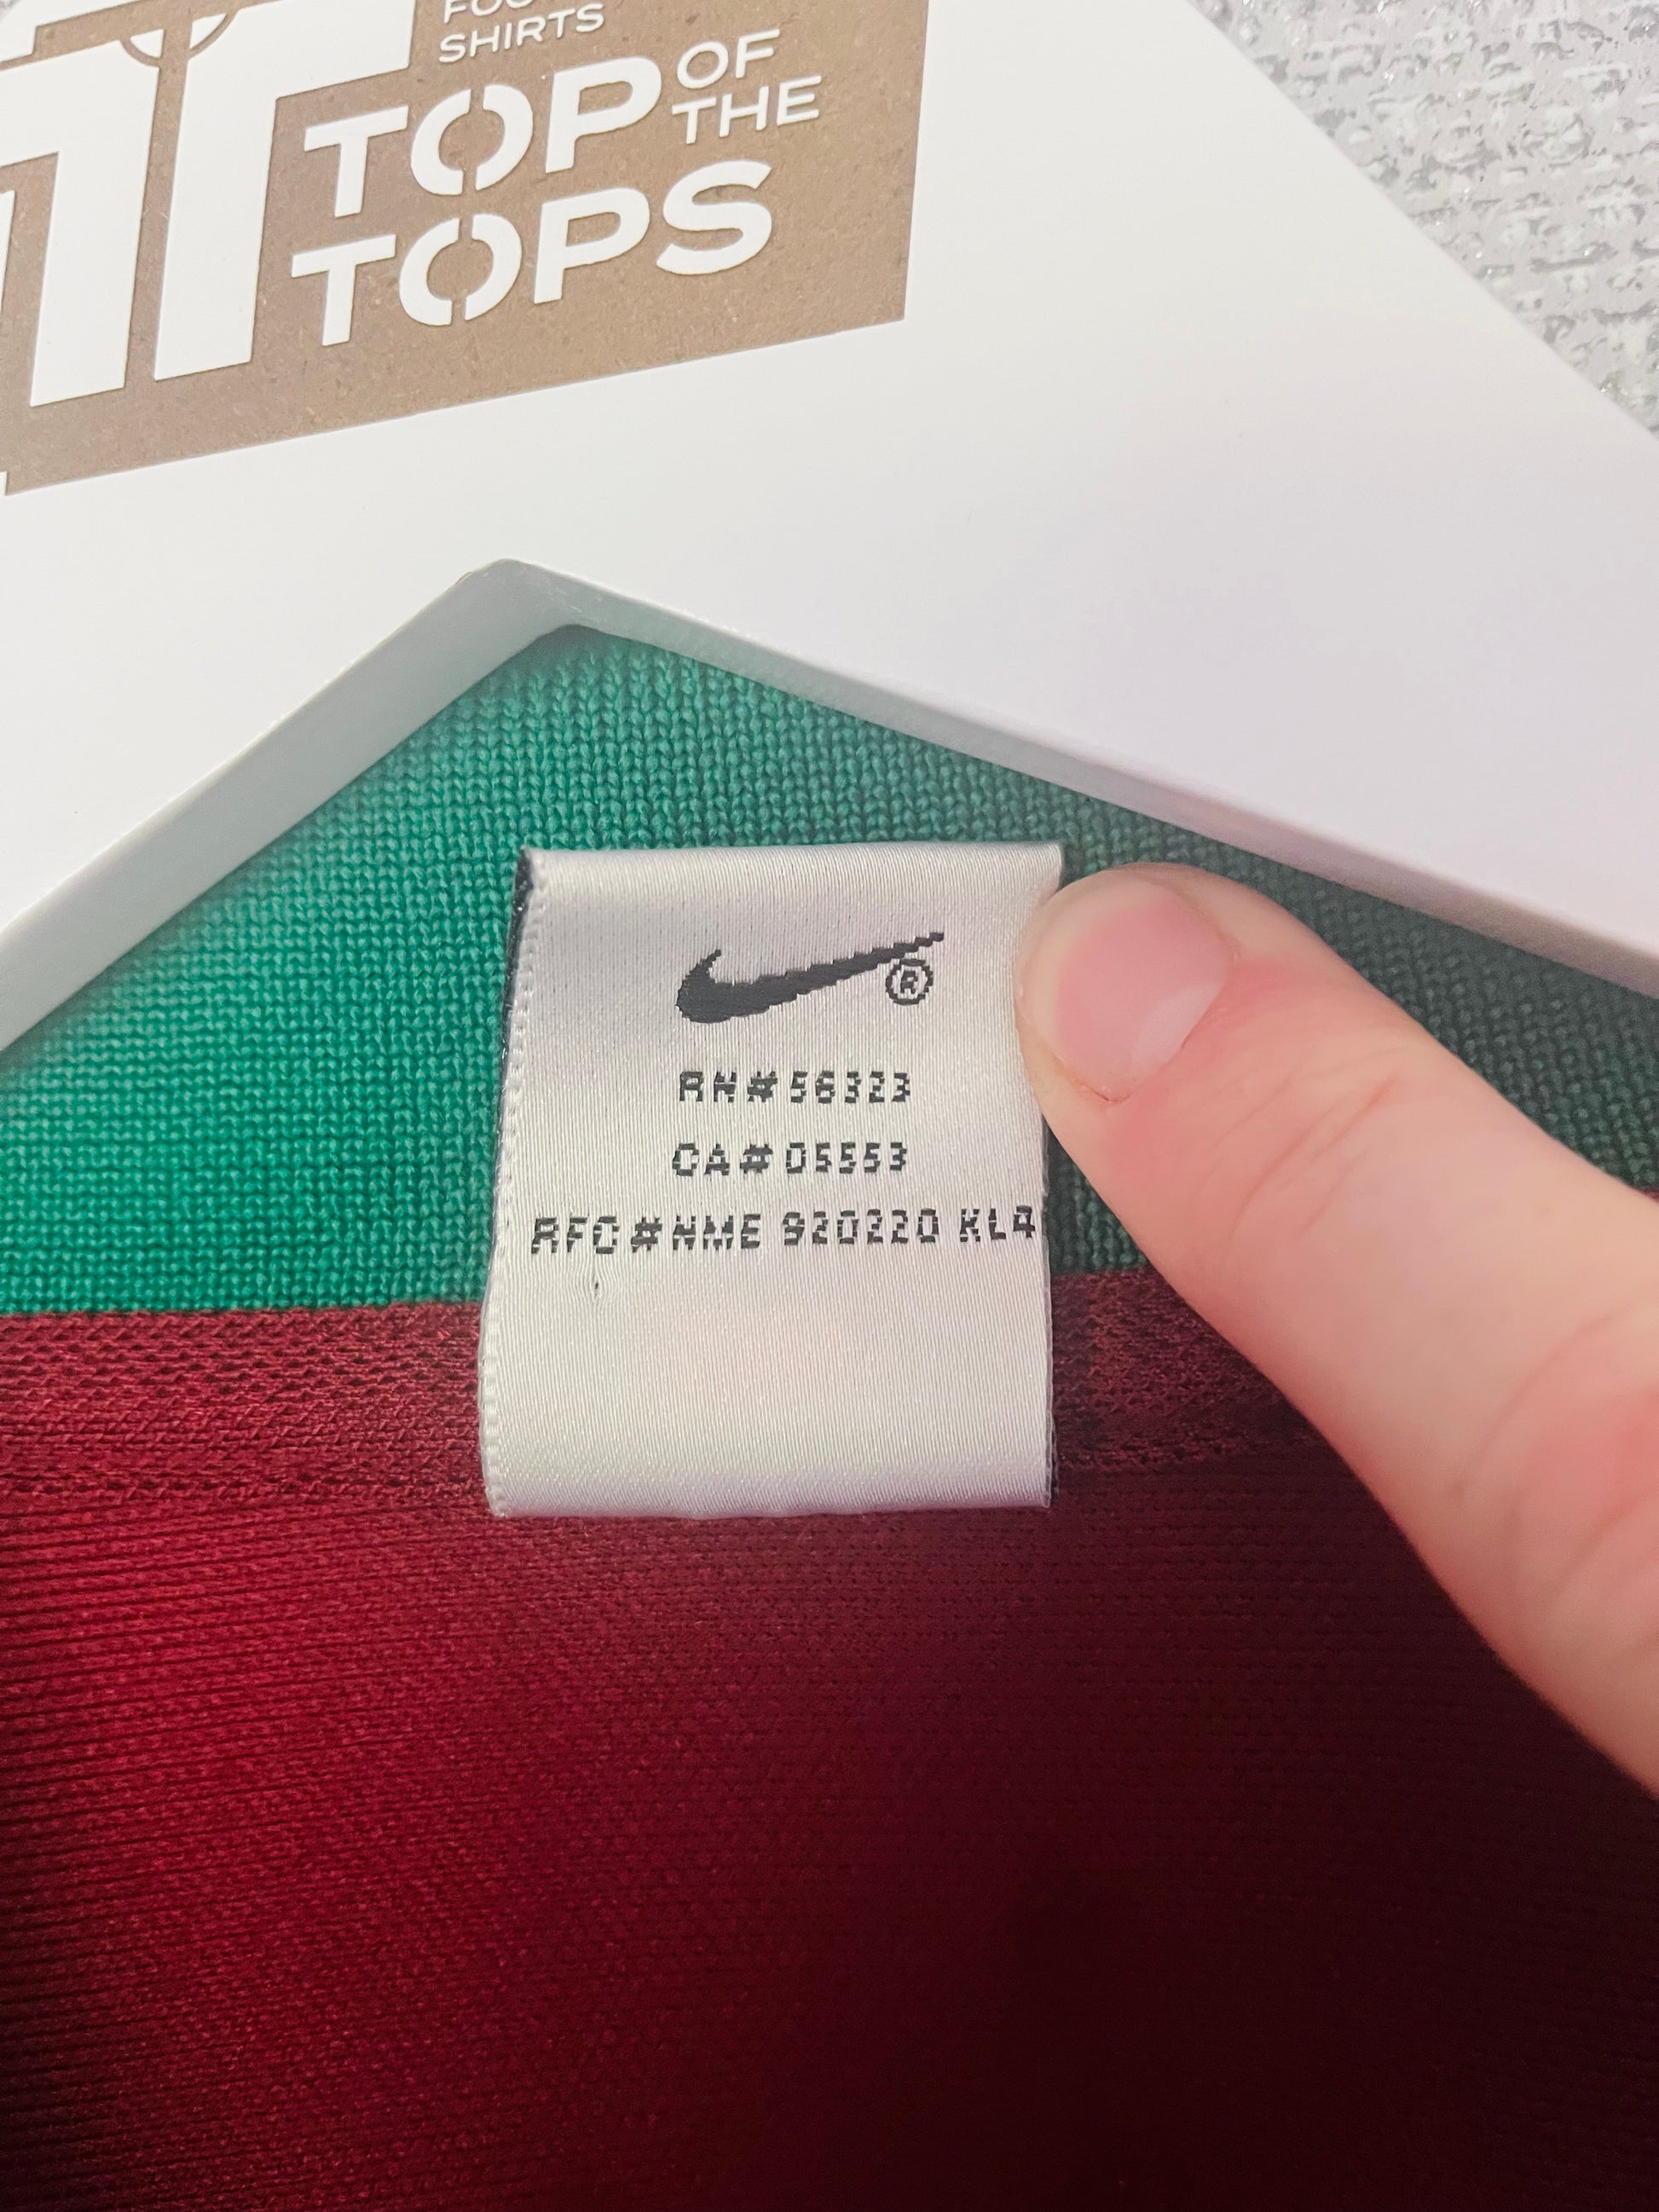 SHIRTS
TOP OF THE
TOPS
®
RN#56323
CA#05553
RFC#NME 920220 KL4